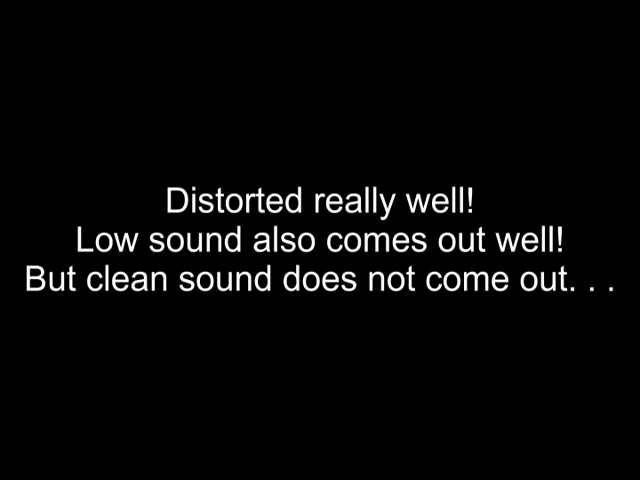 Distorted really well!
Low sound also comes out well!
But clean sound does not come out. . .